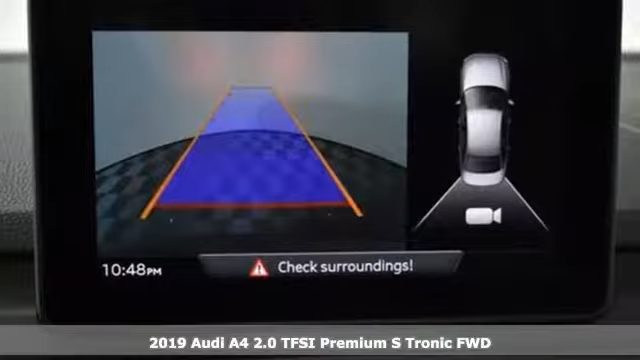 10:48PM
Check surroundings!
2019 Audi A4 2.0 TFSI Premium S Tronic FWD